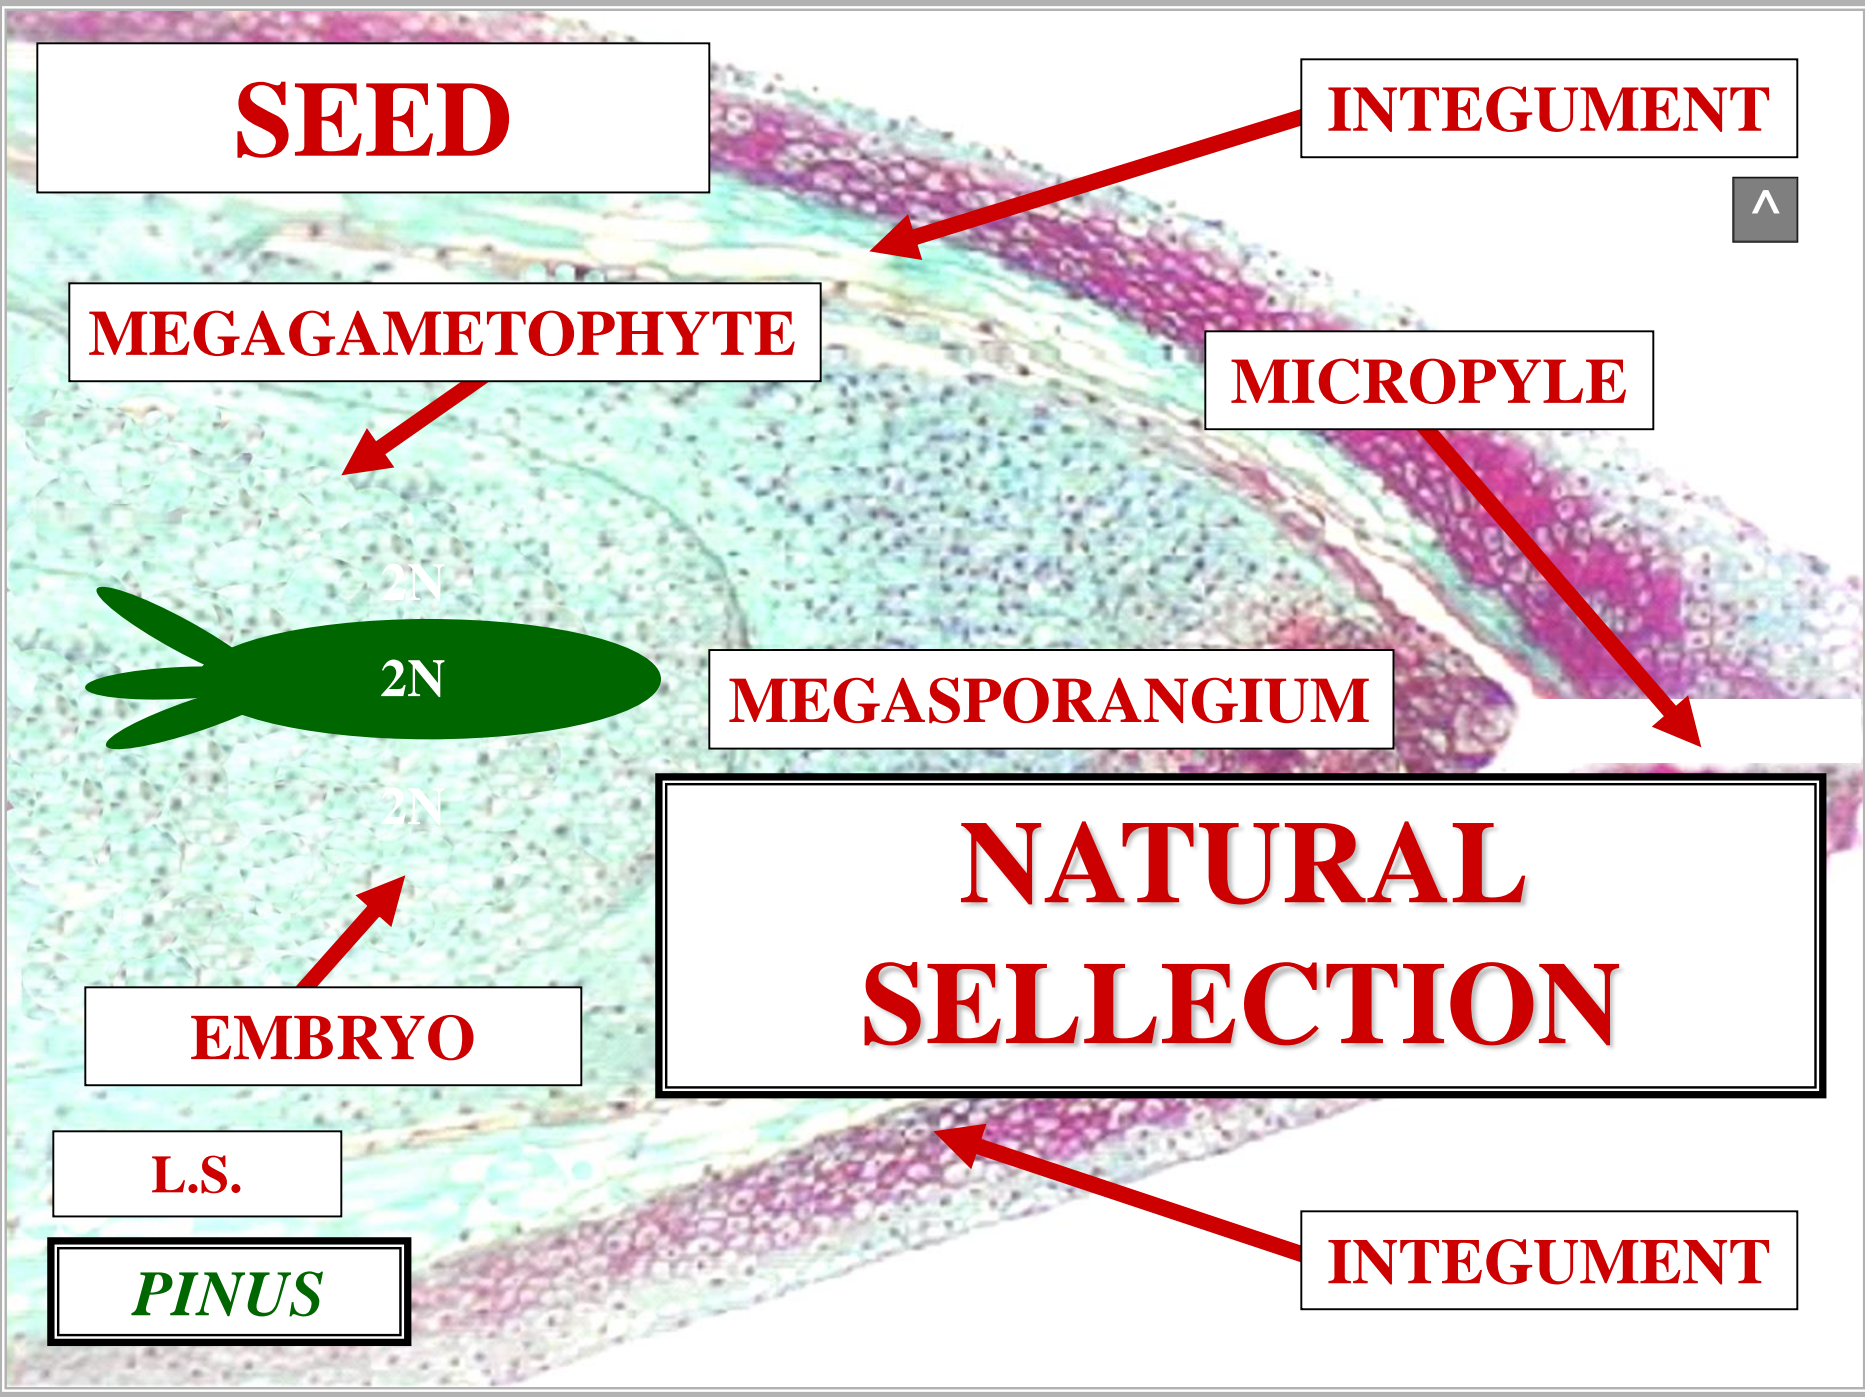 SEED
INTEGUMENT
^
MEGAGAMETOPHYTE
MICROPYLE
2N
2N
MEGASPORANGIUM
2N
NATURAL
SELLECTION
EMBRYO
L.S.
INTEGUMENT
PINUS